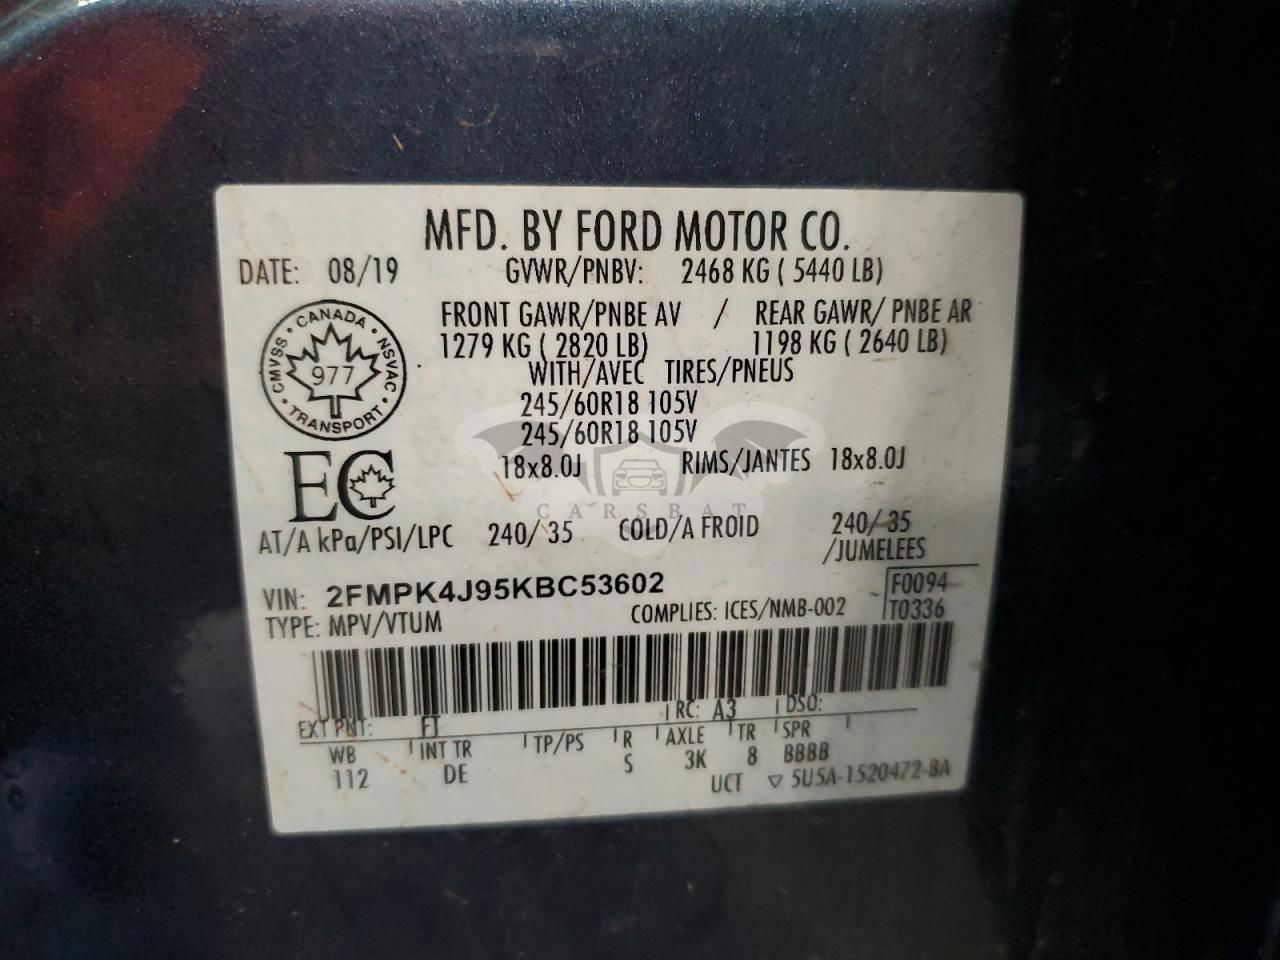 MFD. BY FORD MOTOR CO.
DATE: 08/19 GVWR/PNBV: 2468 KG ( 5440 LB)
FRONT GAWR/PNBE AV / REAR GAWR/ PNBE AR
1279 KG ( 2820 LB) 1198 KG ( 2640 LB)
WITH/AVEC TIRES/PNEUS
245/60R18 105V
245/60R18 105V
18x8.0J RIMS/JANTES 18x8.0J
CANADA
CMVSS NSVAC
977
TRANSPORT
EC
CARSBAT
AT/A kPa/PSI/LPC 240/35 COLD/A FROID 240/35
/JUMELEES
VIN: 2FMPK4J95KBC53602 F0094
TYPE: MPV/VTUM COMPLIES: ICES/NMB-002 T0336
EXT PNT: FT RC: A3 DSO:
WB INT TR TP/PS R AXLE TR SPR
112 DE S 3K 8 BBBB
UCT ▽ 5U5A-1520472-BA